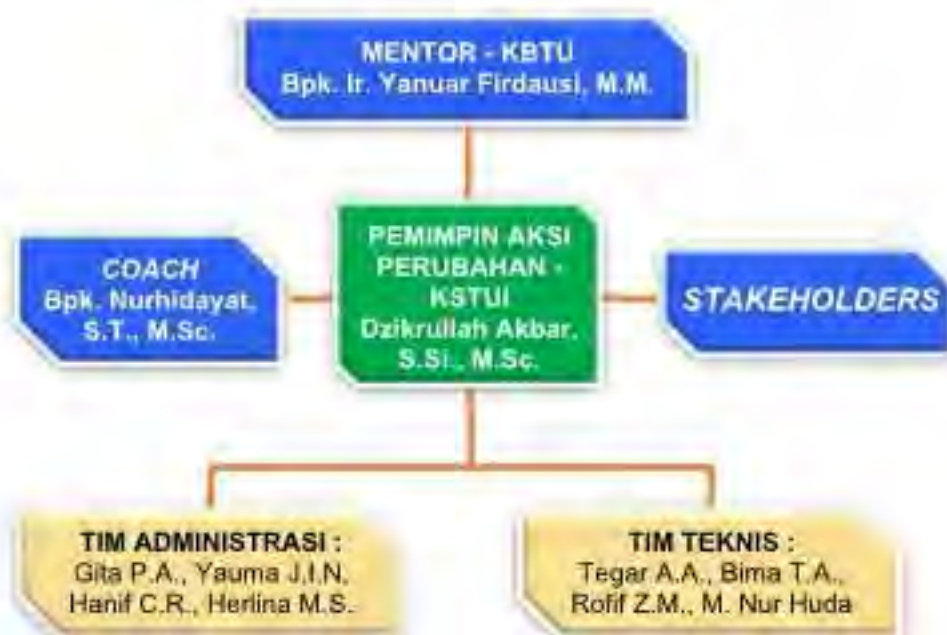 MENTOR - KBTU
Bpk. Ir. Yanuar Firdausi, M.M.
COACH
Bpk. Nurhidayat,
S.T., M.Sc.
PEMIMPIN AKSI
PERUBAHAN -
KSTUI
Dzikrullah Akbar,
S.Si., M.Sc.
STAKEHOLDERS
TIM ADMINISTRASI :
Gita P.A., Yauma J.I.N,
Hanif C.R., Herlina M.S.
TIM TEKNIS :
Tegar A.A., Bima T.A.,
Rofif Z.M., M. Nur Huda